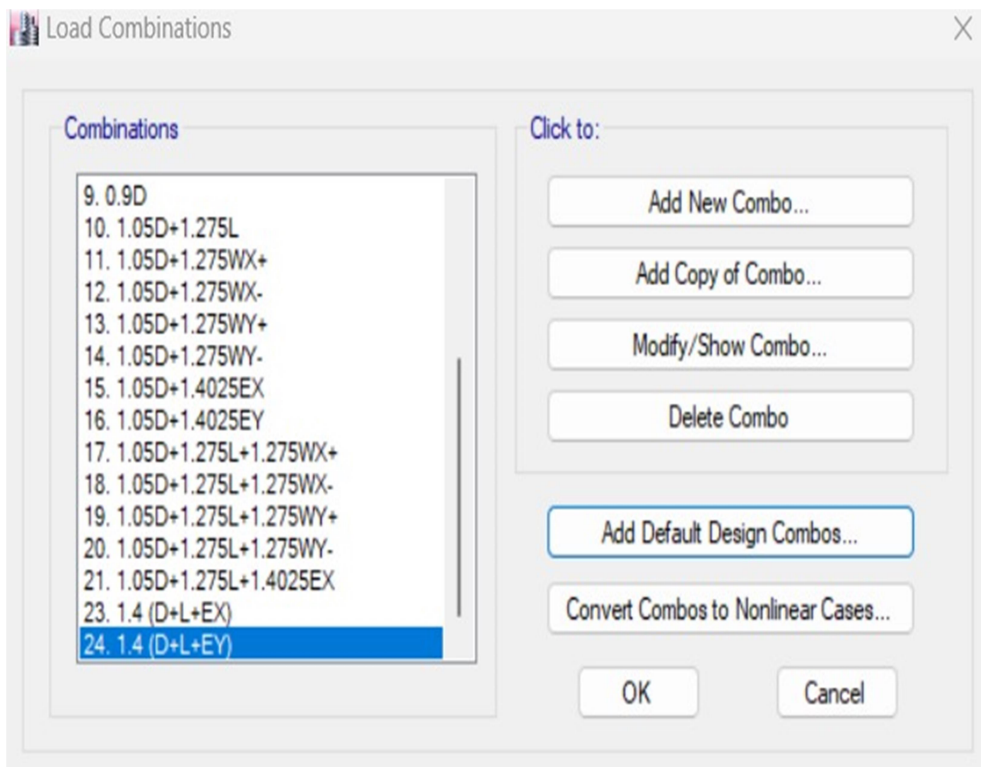 Load Combinations
Combinations
9. 0.9D
10. 1.05D+1.275L
11. 1.05D+1.275WX+
12. 1.05D+1.275WX-
13. 1.05D+1.275WY+
14. 1.05D+1.275WY-
15. 1.05D+1.4025EX
16. 1.05D+1.4025EY
17. 1.05D+1.275L+1.275WX+
18. 1.05D+1.275L+1.275WX-
19. 1.05D+1.275L+1.275WY+
20. 1.05D+1.275L+1.275WY-
21. 1.05D+1.275L+1.4025EX
23. 1.4 (D+L+EX)
24. 1.4 (D+L+EY)
Click to:
Add New Combo...
Add Copy of Combo...
Modify/Show Combo...
Delete Combo
Add Default Design Combos...
Convert Combos to Nonlinear Cases...
OK
Cancel